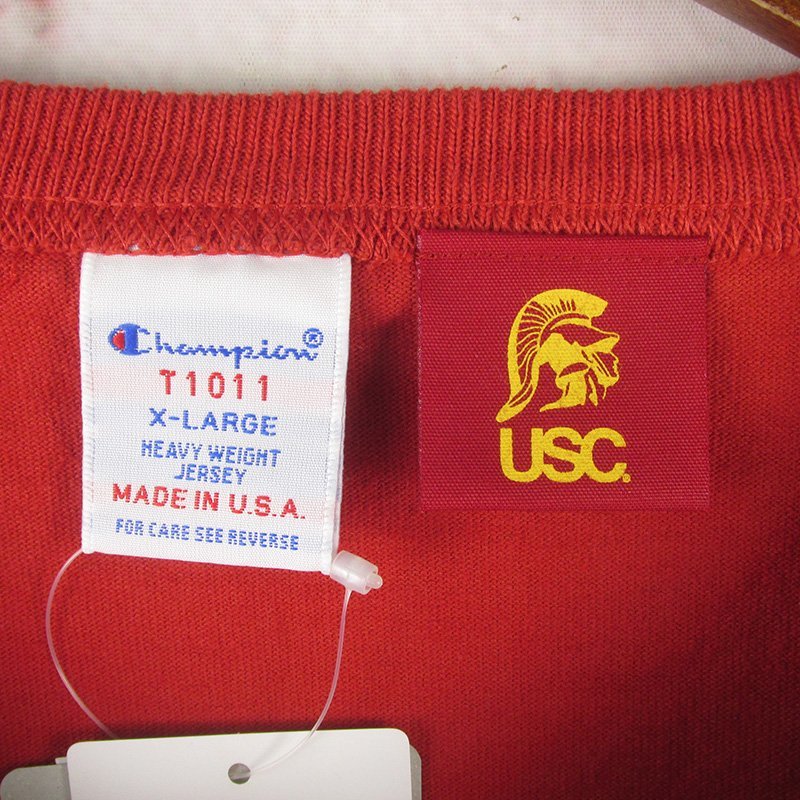 Champion®
T1011
X-LARGE
HEAVY WEIGHT
JERSEY
MADE IN U.S.A.
FOR CARE SEE REVERSE
USC®